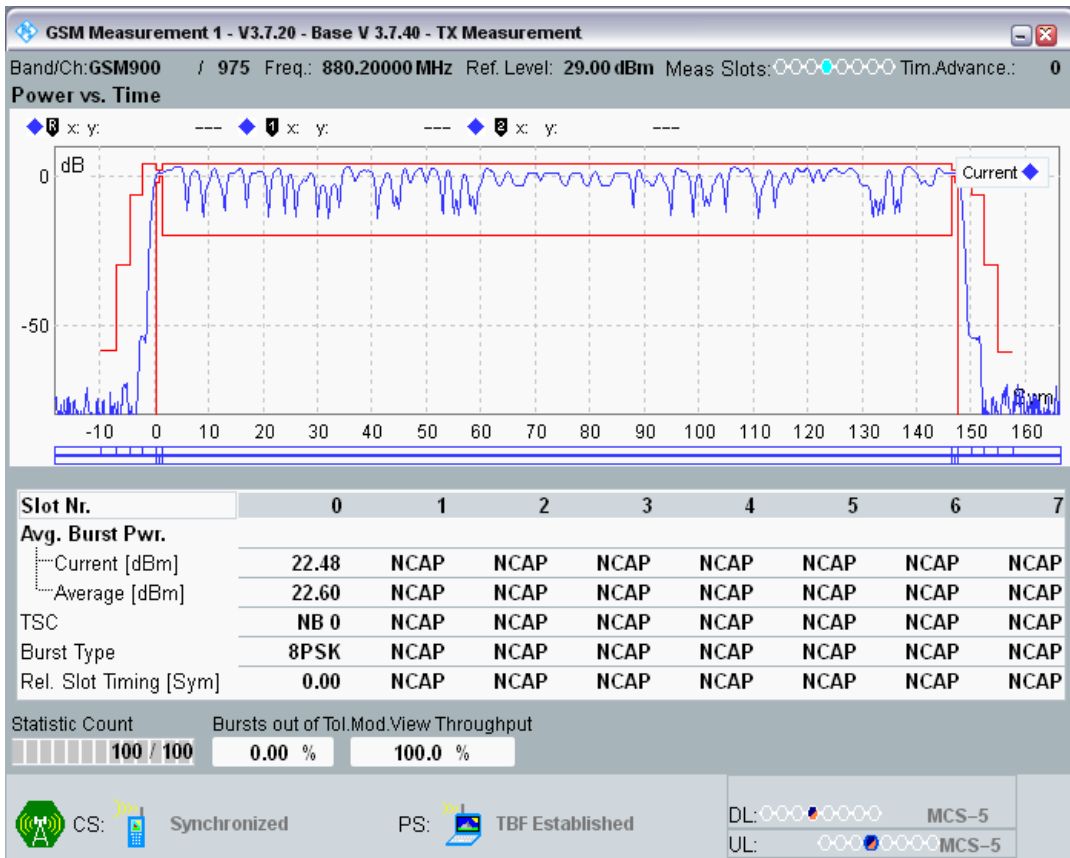 GSM Measurement 1 - V3.7.20 - Base V 3.7.40 - TX Measurement
Band/Ch:GSM900 / 975 Freq.: 880.20000 MHz Ref. Level: 29.00 dBm Meas Slots: Tim.Advance.: 0
Power vs. Time
R x: y: --- 1 x: y: --- 2 x: y: ---
dB
Current
0
-50
Sym
-10 0 10 20 30 40 50 60 70 80 90 100 110 120 130 140 150 160
Slot Nr. 0 1 2 3 4 5 6 7
Avg. Burst Pwr.
Current [dBm] 22.48 NCAP NCAP NCAP NCAP NCAP NCAP NCAP
Average [dBm] 22.60 NCAP NCAP NCAP NCAP NCAP NCAP NCAP
TSC NB 0 NCAP NCAP NCAP NCAP NCAP NCAP NCAP
Burst Type 8PSK NCAP NCAP NCAP NCAP NCAP NCAP NCAP
Rel. Slot Timing [Sym] 0.00 NCAP NCAP NCAP NCAP NCAP NCAP NCAP
Statistic Count Bursts out of Tol.Mod.View Throughput
100 / 100 0.00 % 100.0 %
CS: Synchronized PS: TBF Established
DL: MCS-5
UL: MCS-5